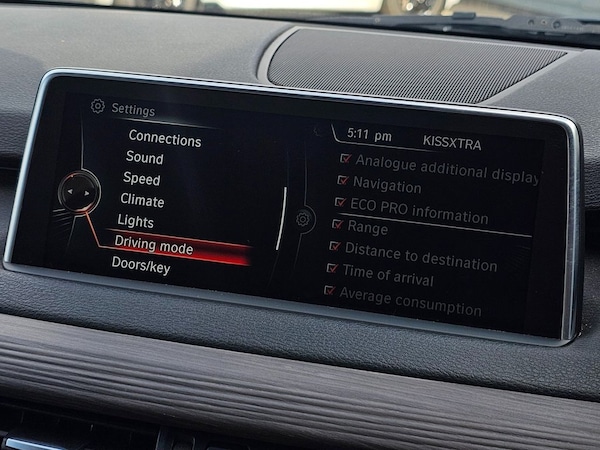 Settings
Connections
Sound
Speed
Climate
Lights
Driving mode
Doors/key
5:11 pm KISSXTRA
Analogue additional display
Navigation
ECO PRO information
Range
Distance to destination
Time of arrival
Average consumption